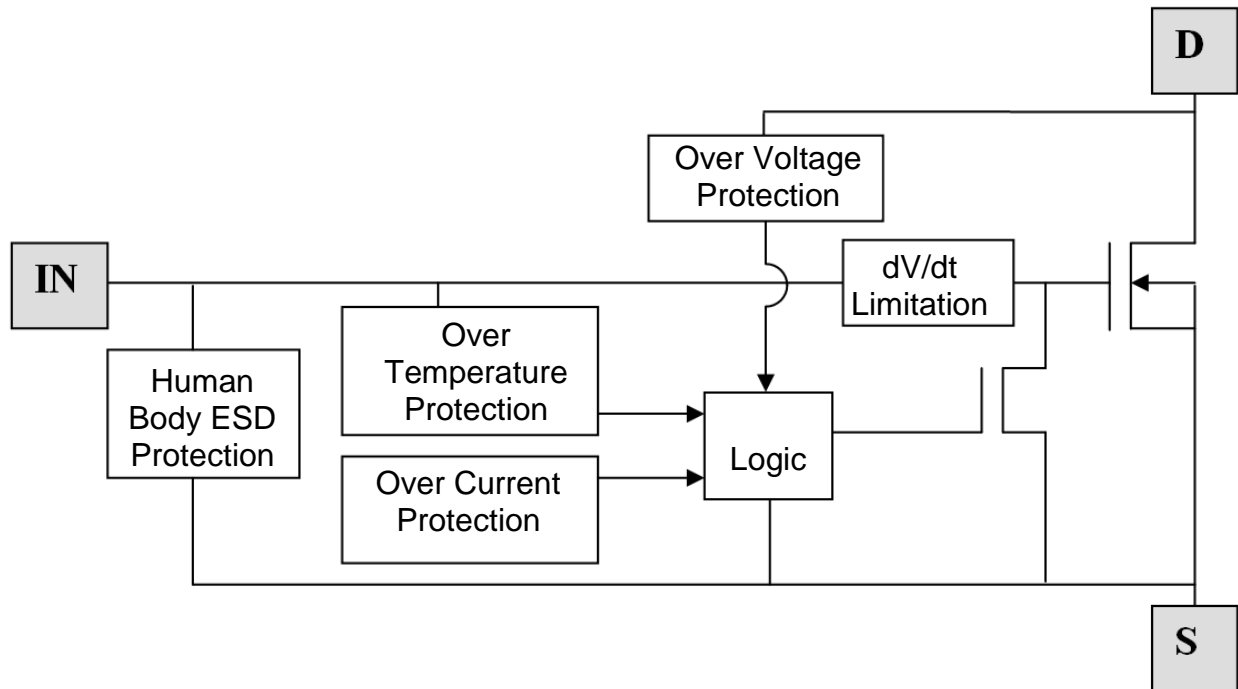 D
Over Voltage
Protection
IN
dV/dt
Limitation
Over
Temperature
Protection
Human
Body ESD
Protection
Logic
Over Current
Protection
S